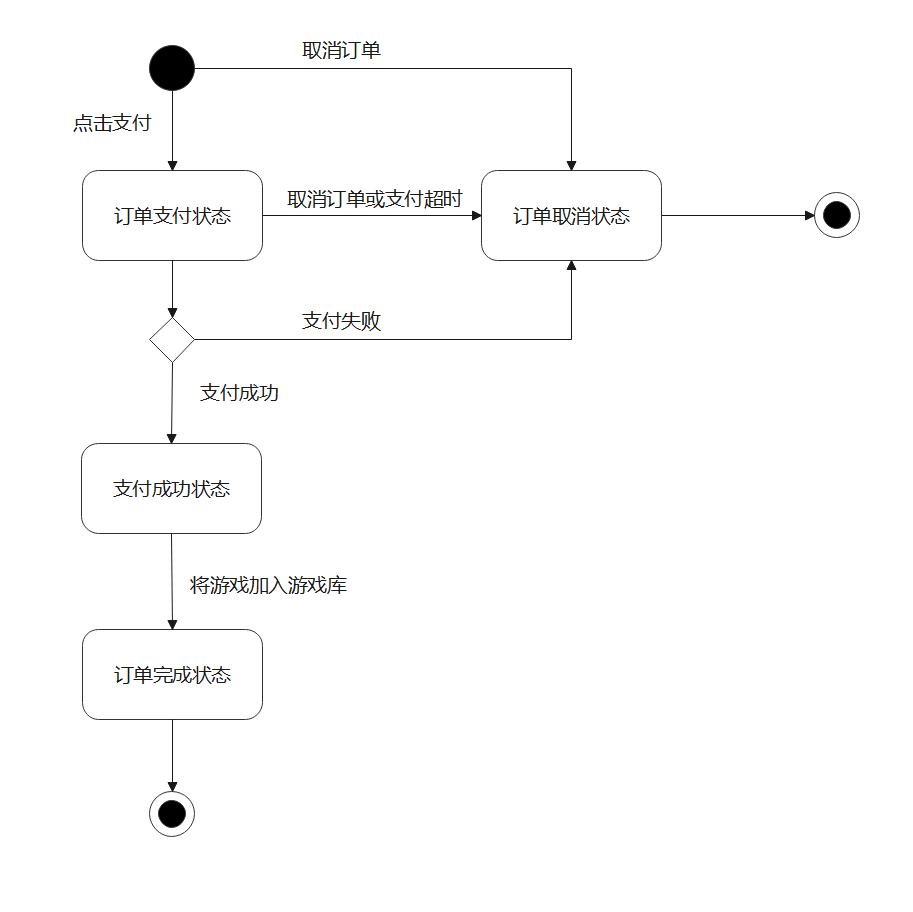 取消订单
点击支付
订单支付状态
取消订单或支付超时
订单取消状态
支付失败
支付成功
支付成功状态
将游戏加入游戏库
订单完成状态